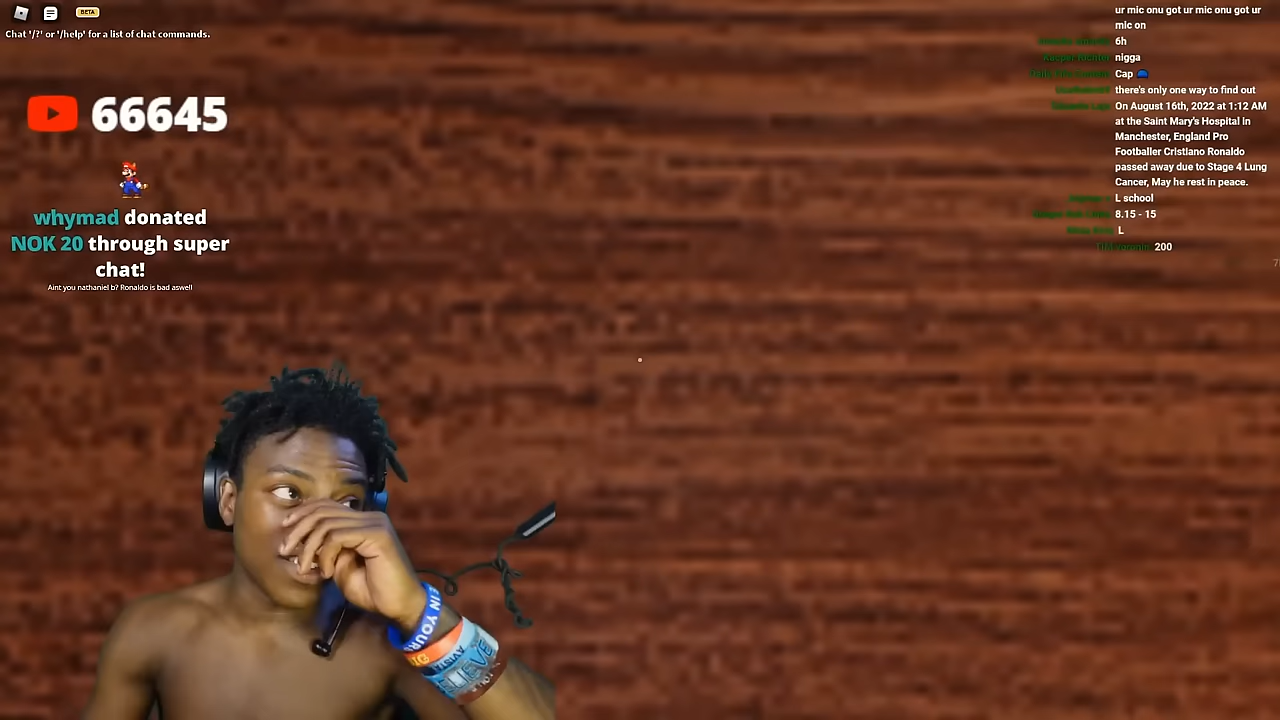 BETA
Chat '/?' or '/help' for a list of chat commands.
66645
whymad donated
NOK 20 through super
chat!
Aint you nathaniel b? Ronaldo is bad aswell
ur mic onu got ur mic onu got ur
mic on
6h
nigga
Cap
there's only one way to find out
On August 16th, 2022 at 1:12 AM
at the Saint Mary's Hospital in
Manchester, England Pro
Footballer Cristiano Ronaldo
passed away due to Stage 4 Lung
Cancer, May he rest in peace.
L school
8.15 - 15
L
200
IN YOUR